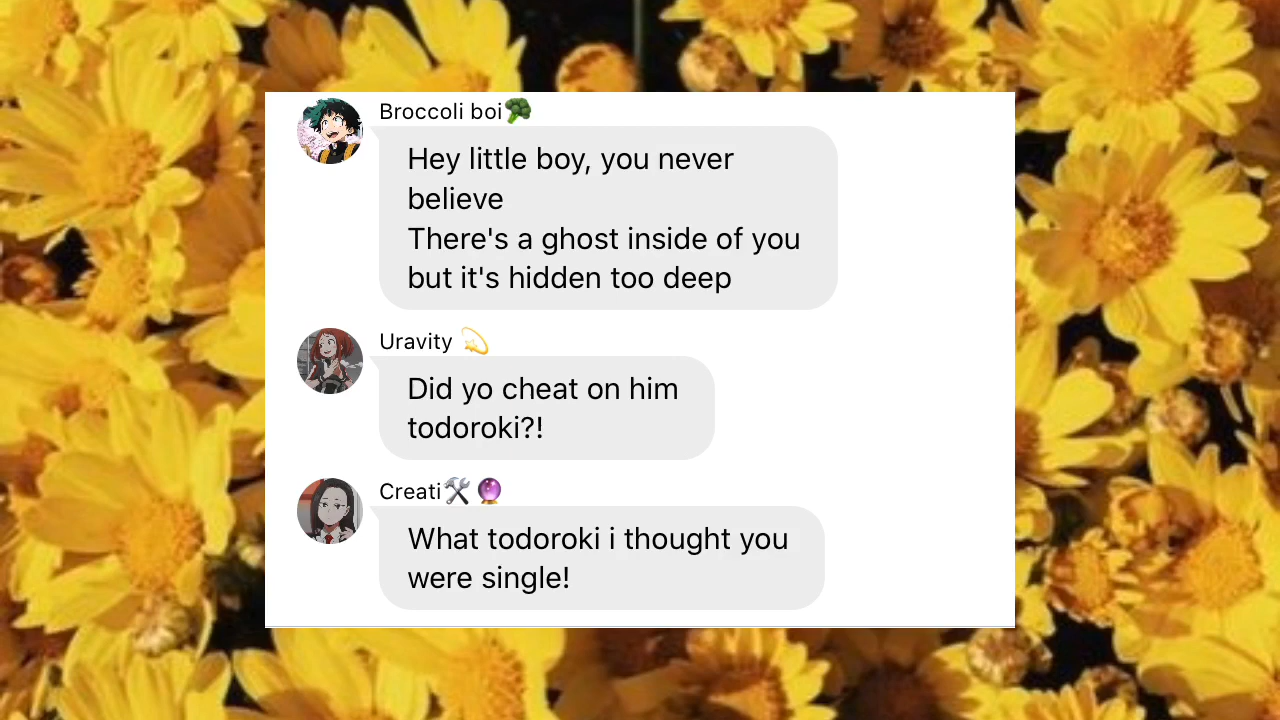 Broccoli boi🥦
Hey little boy, you never
believe
There's a ghost inside of you
but it's hidden too deep
Uravity 💫
Did yo cheat on him
todoroki?!
Creati🛠🔮
What todoroki i thought you
were single!